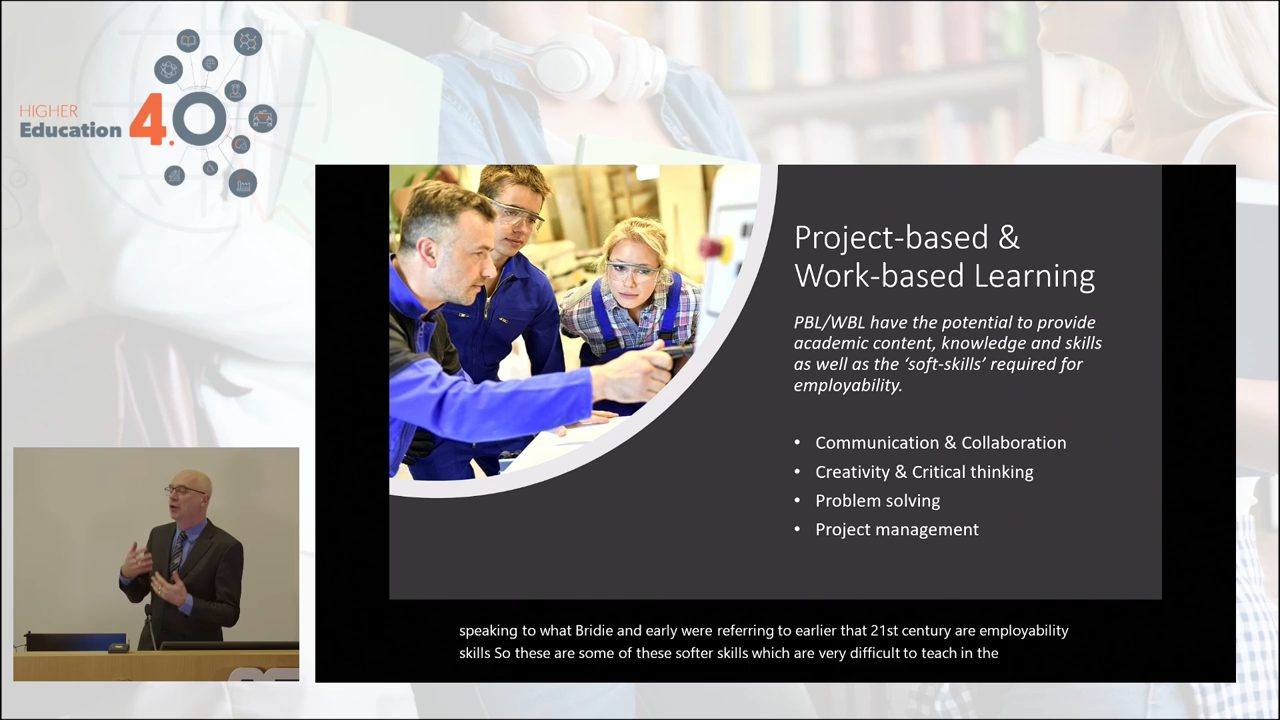 HIGHER
Education 4.0
Project-based &
Work-based Learning
PBL/WBL have the potential to provide
academic content, knowledge and skills
as well as the ‘soft-skills’ required for
employability.
• Communication & Collaboration
• Creativity & Critical thinking
• Problem solving
• Project management
speaking to what Bridie and early were referring to earlier that 21st century are employability
skills So these are some of these softer skills which are very difficult to teach in the